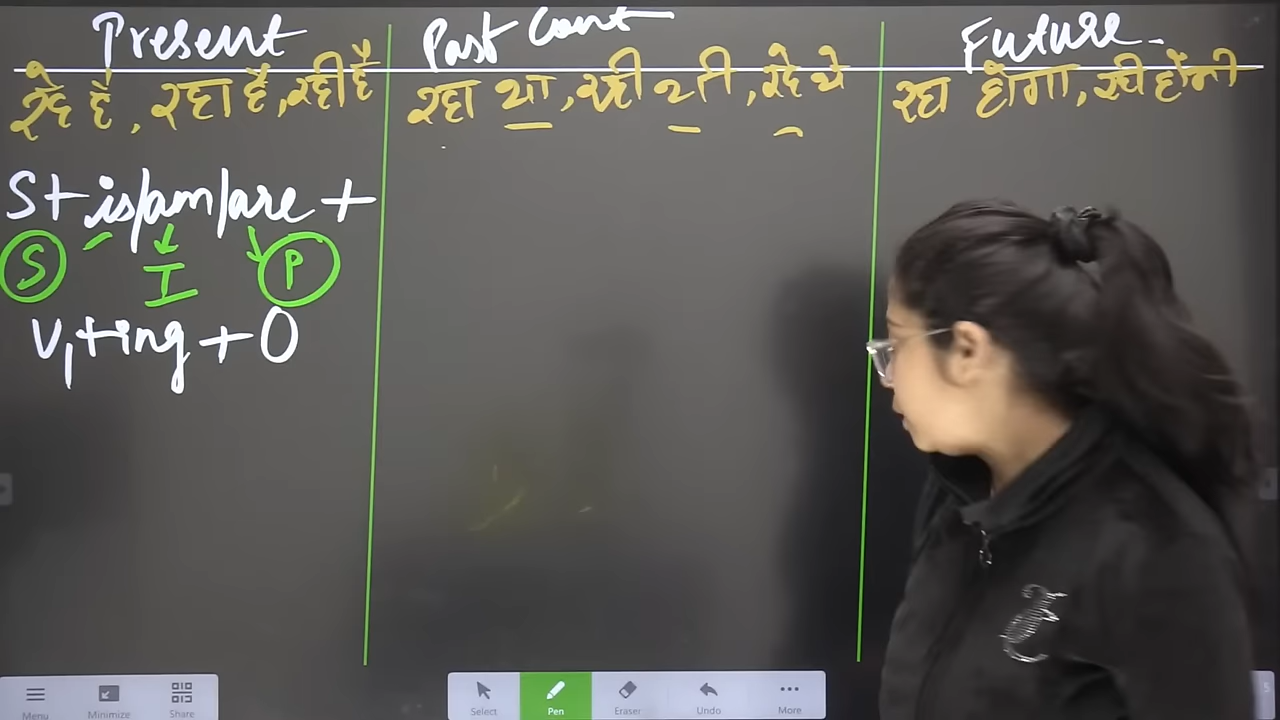 Present
रहे हैं, रहा है, रही है
S + is/am/are +
S I P
V1 + ing + O
Past Cont
रहा था, रही थी, रहे थे
Future
रहा होगा, रही होगी
Menu Minimize Share
Select Pen Eraser Undo More
5